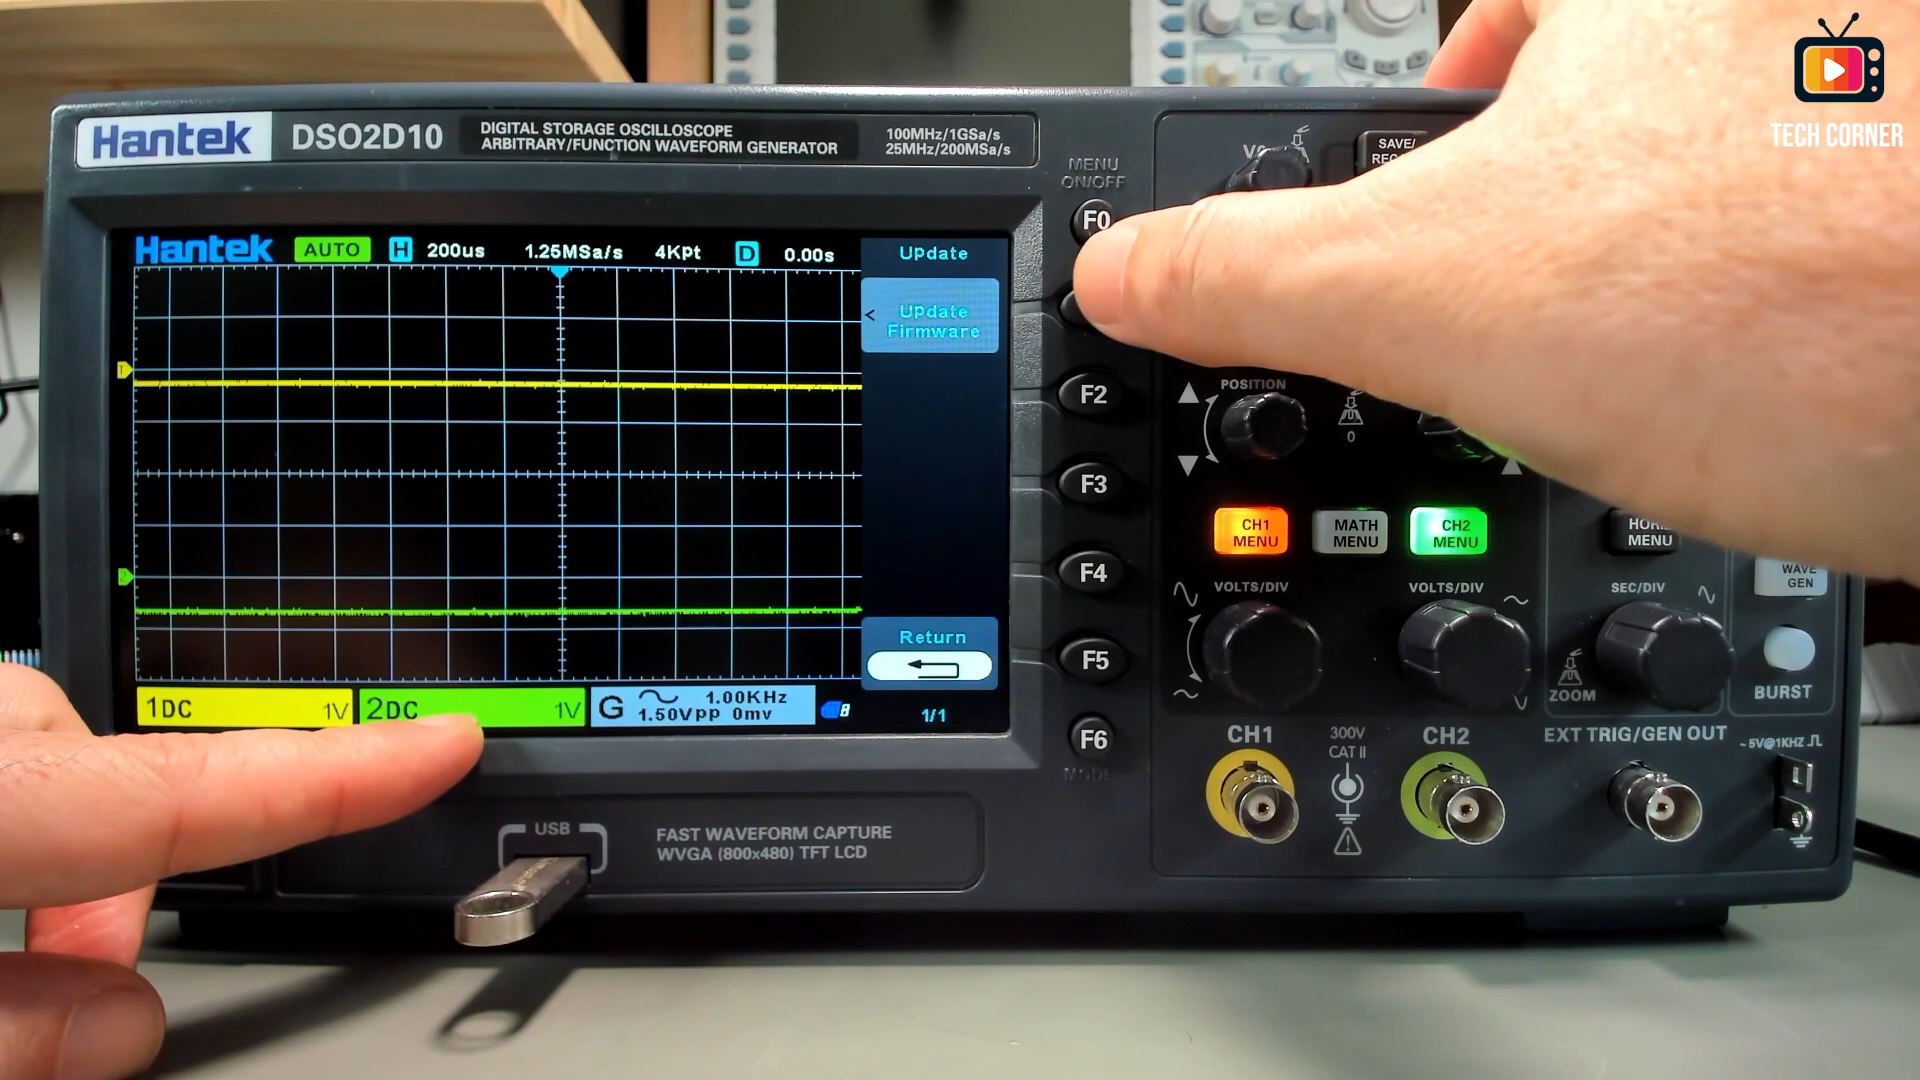 TECH CORNER
Hantek DSO2D10
DIGITAL STORAGE OSCILLOSCOPE
ARBITRARY/FUNCTION WAVEFORM GENERATOR
100MHz/1GSa/s
25MHz/200MSa/s
MENU
ON/OFF
F0
F2
F3
F4
F5
F6
MODE
Hantek AUTO H 200us 1.25MSa/s 4Kpt D 0.00s
Update
< Update
Firmware
Return
1/1
T
2
1DC 1V 2DC 1V G 1.00KHz
1.50Vpp 0mv
USB
FAST WAVEFORM CAPTURE
WVGA (800x480) TFT LCD
SAVE/
POSITION
0
CH1
MENU
MATH
MENU
CH2
MENU
MENU
WAVE
GEN
VOLTS/DIV
VOLTS/DIV
SEC/DIV
ZOOM
BURST
CH1
300V
CAT II
CH2
EXT TRIG/GEN OUT
~5V@1KHZ